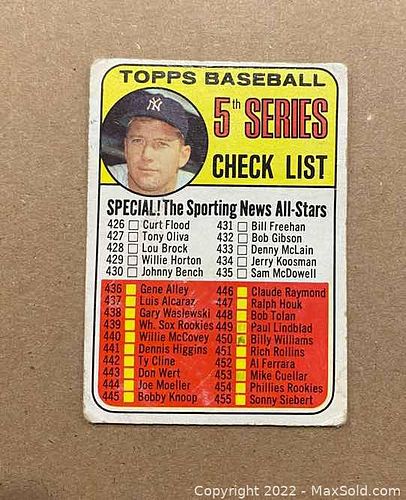 TOPPS BASEBALL
NY
5th SERIES
CHECK LIST
SPECIAL! The Sporting News All-Stars
426 Curt Flood
427 Tony Oliva
428 Lou Brock
429 Willie Horton
430 Johnny Bench
431 Bill Freehan
432 Bob Gibson
433 Denny McLain
434 Jerry Koosman
435 Sam McDowell
436 Gene Alley
437 Luis Alcaraz
438 Gary Waslewski
439 Wh. Sox Rookies
440 Willie McCovey
441 Dennis Higgins
442 Ty Cline
443 Don Wert
444 Joe Moeller
445 Bobby Knoop
446 Claude Raymond
447 Ralph Houk
448 Bob Tolan
449 Paul Lindblad
450 Billy Williams
451 Rich Rollins
452 Al Ferrara
453 Mike Cuellar
454 Phillies Rookies
455 Sonny Siebert
Copyright © 2022 - MaxSold.com